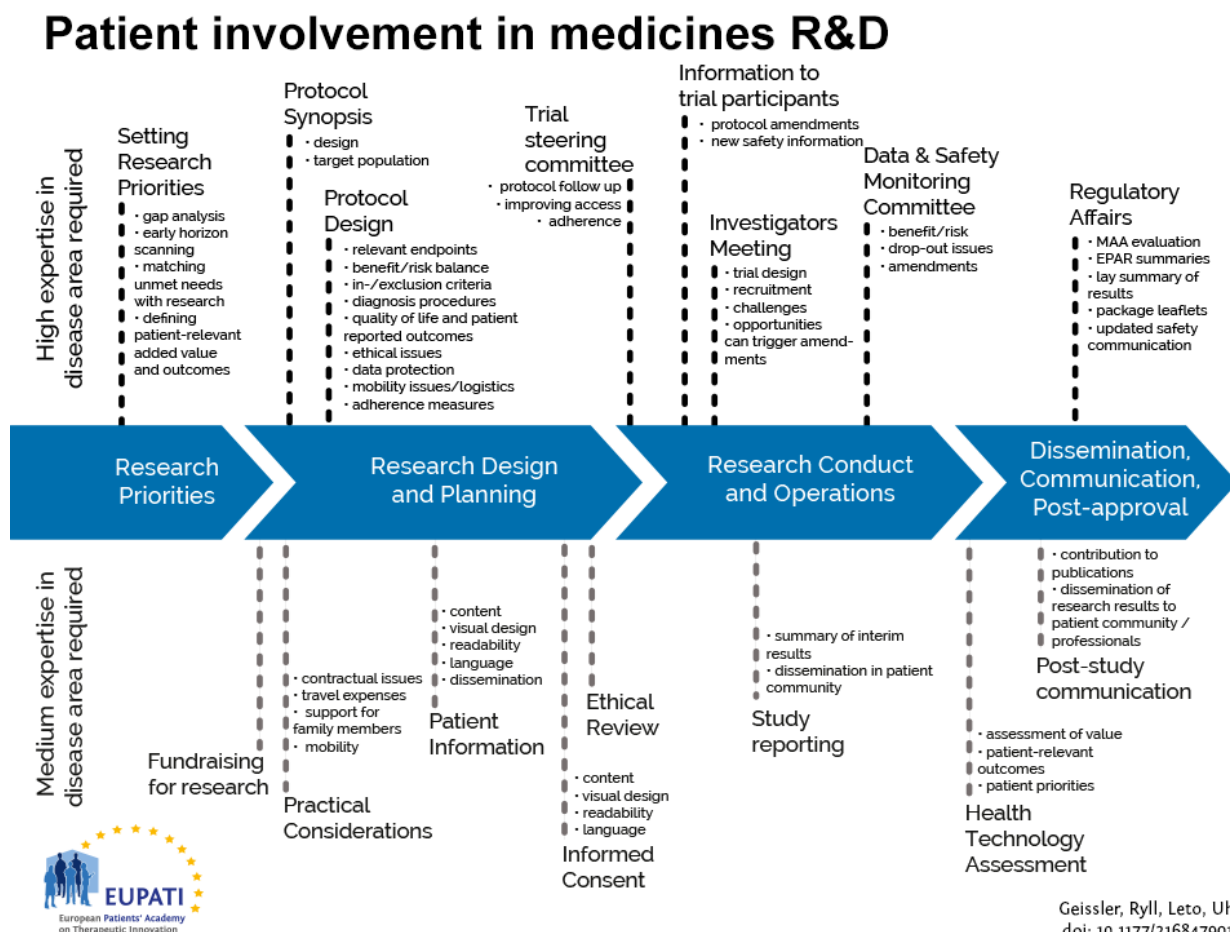 Patient involvement in medicines R&D
High expertise in
disease area required
Setting
Research
Priorities
· gap analysis
· early horizon
scanning
· matching
unmet needs
with research
· defining
patient-relevant
added value
and outcomes
Protocol
Synopsis
· design
· target population
Protocol
Design
· relevant endpoints
· benefit/risk balance
· in-/exclusion criteria
· diagnosis procedures
· quality of life and patient
reported outcomes
· ethical issues
· data protection
· mobility issues/logistics
· adherence measures
Trial
steering
committee
· protocol follow up
· improving access
· adherence
Information to
trial participants
· protocol amendments
· new safety information
Investigators
Meeting
· trial design
· recruitment
· challenges
· opportunities
can trigger amend-
ments
Data & Safety
Monitoring
Committee
· benefit/risk
· drop-out issues
· amendments
Regulatory
Affairs
· MAA evaluation
· EPAR summaries
· lay summary of
results
· package leaflets
· updated safety
communication
Research
Priorities
Research Design
and Planning
Research Conduct
and Operations
Dissemination,
Communication,
Post-approval
Medium expertise in
disease area required
Fundraising
for research
· contractual issues
· travel expenses
· support for
family members
· mobility
Practical
Considerations
· content
· visual design
· readability
· language
· dissemination
Patient
Information
Ethical
Review
· content
· visual design
· readability
· language
Informed
Consent
· summary of interim
results
· dissemination in patient
community
Study
reporting
· contribution to
publications
· dissemination of
research results to
patient community /
professionals
Post-study
communication
· assessment of value
· patient-relevant
outcomes
· patient priorities
Health
Technology
Assessment
EUPATI
European Patients' Academy
on Therapeutic Innovation
Geissler, Ryll, Leto, Uh
doi: 10.1177/216847901